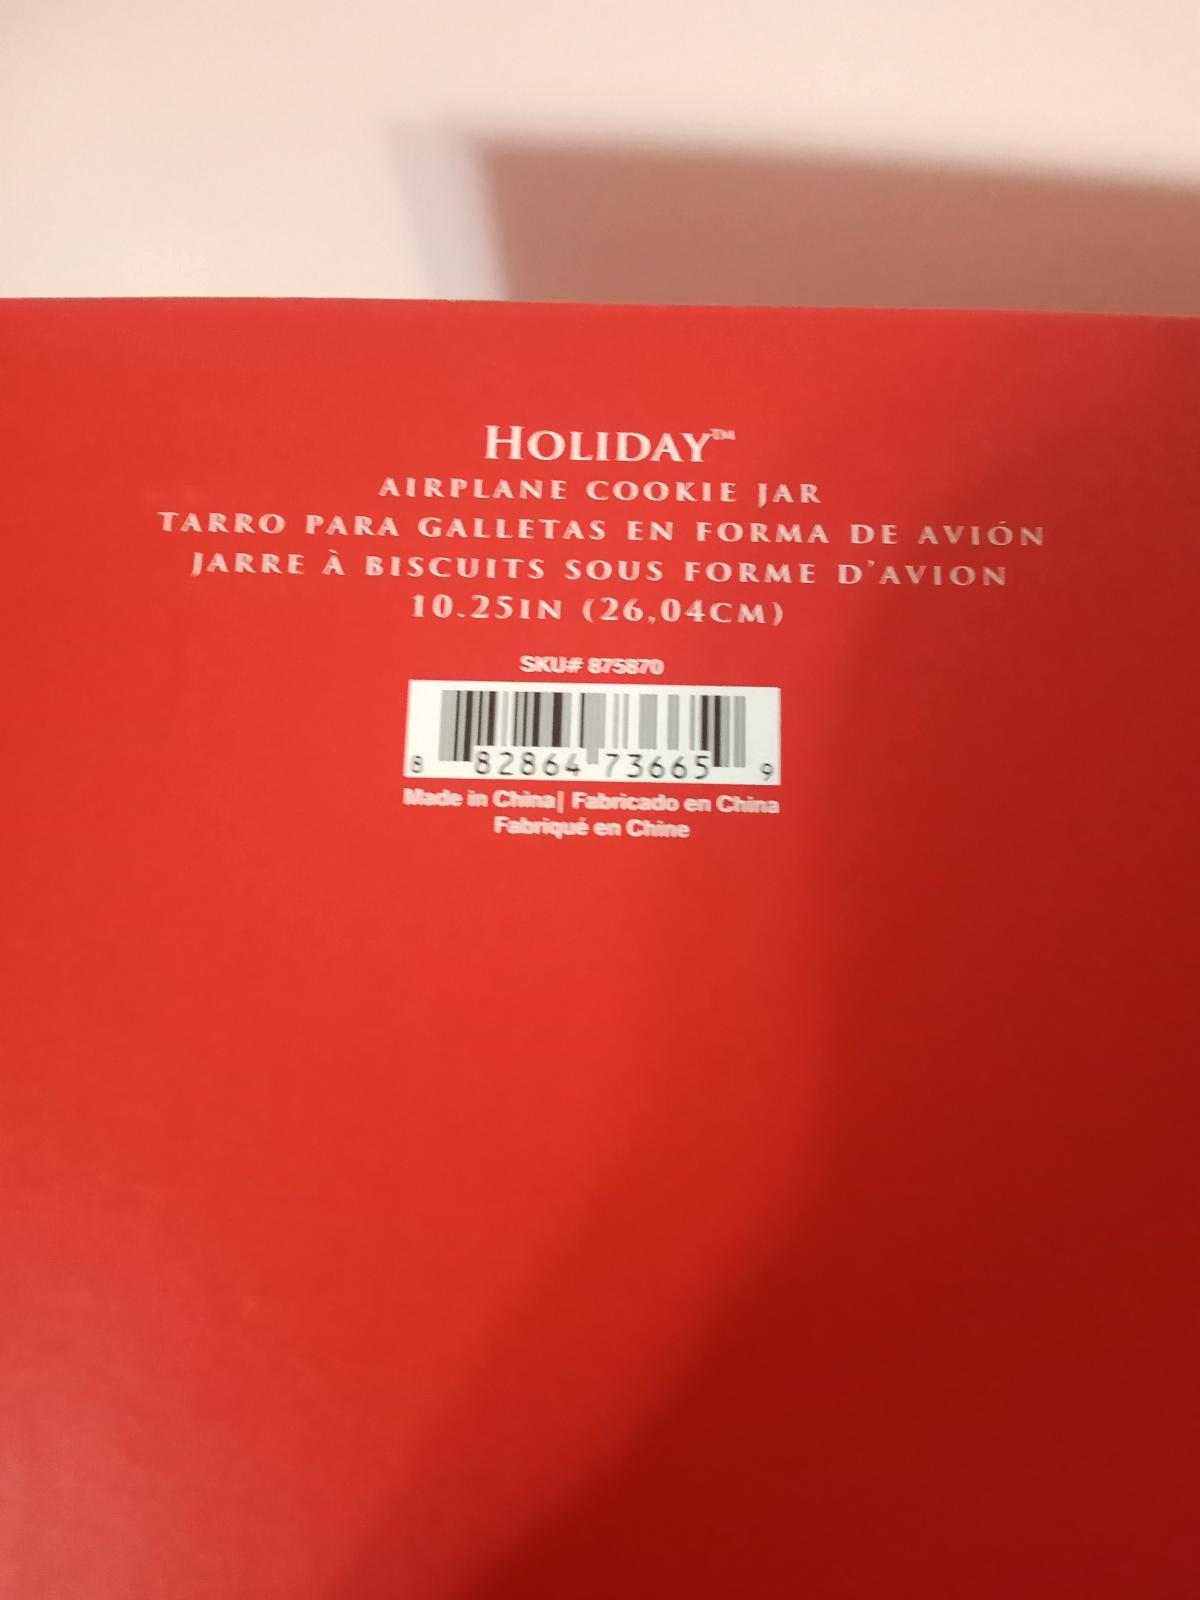 HOLIDAY™
AIRPLANE COOKIE JAR
TARRO PARA GALLETAS EN FORMA DE AVIÓN
JARRE À BISCUITS SOUS FORME D'AVION
10.25IN (26,04CM)
SKU# 875870
8 82864 73665 9
Made in China| Fabricado en China
Fabriqué en Chine